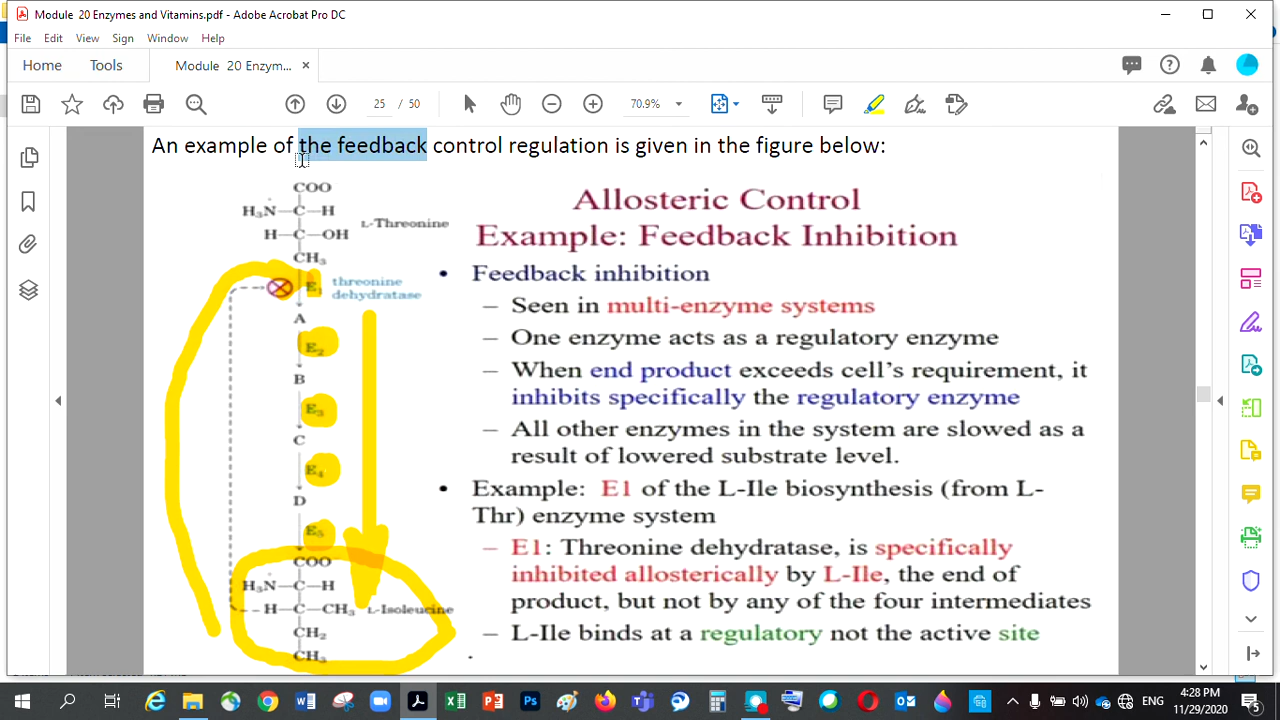 Module 20 Enzymes and Vitamins.pdf - Adobe Acrobat Pro DC
File Edit View Sign Window Help
Home Tools Module 20 Enzym... ×
25 / 50 70.9%
An example of the feedback control regulation is given in the figure below:
COO
H₃N—C—H
H—C—OH
L-Threonine
CH₃
E₁ threonine
dehydratase
A
E₂
B
E₃
C
E₄
D
E₅
COO
H₃N—C—H
H—C—CH₃ L-Isoleucine
CH₂
CH₃
Allosteric Control
Example: Feedback Inhibition
• Feedback inhibition
– Seen in multi-enzyme systems
– One enzyme acts as a regulatory enzyme
– When end product exceeds cell's requirement, it
inhibits specifically the regulatory enzyme
– All other enzymes in the system are slowed as a
result of lowered substrate level.
• Example: E1 of the L-Ile biosynthesis (from L-
Thr) enzyme system
– E1: Threonine dehydratase, is specifically
inhibited allosterically by L-Ile, the end of
product, but not by any of the four intermediates
– L-Ile binds at a regulatory not the active site
ENG
4:28 PM
11/29/2020
5